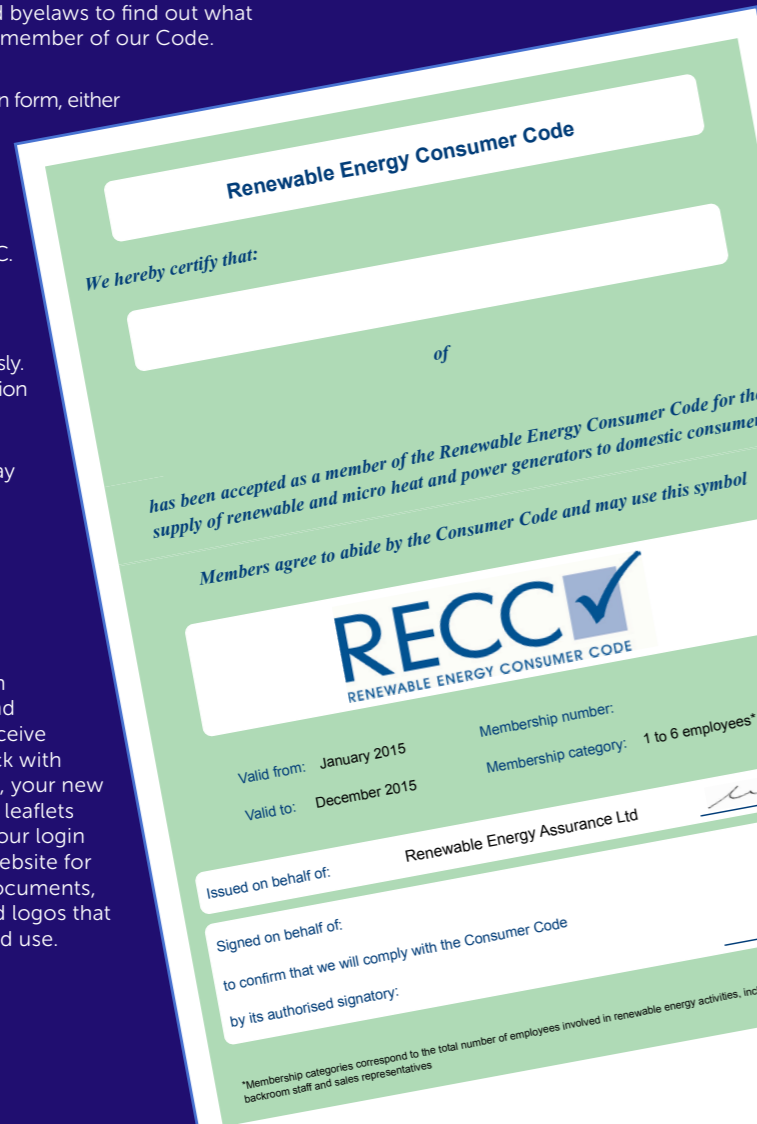 byelaws to find out what
member of our Code.
form, either
C.
sly.
ion
ay
ceive
ck with
, your new
leaflets
our login
ebsite for
ocuments,
logos that
d use.
Renewable Energy Consumer Code
We hereby certify that:
of
has been accepted as a member of the Renewable Energy Consumer Code for the
supply of renewable and micro heat and power generators to domestic consumer
Members agree to abide by the Consumer Code and may use this symbol
RECC
RENEWABLE ENERGY CONSUMER CODE
Valid from: January 2015 Membership number:
Valid to: December 2015 Membership category: 1 to 6 employees*
Issued on behalf of: Renewable Energy Assurance Ltd
Signed on behalf of:
to confirm that we will comply with the Consumer Code
by its authorised signatory:
*Membership categories correspond to the total number of employees involved in renewable energy activities, incl
backroom staff and sales representatives